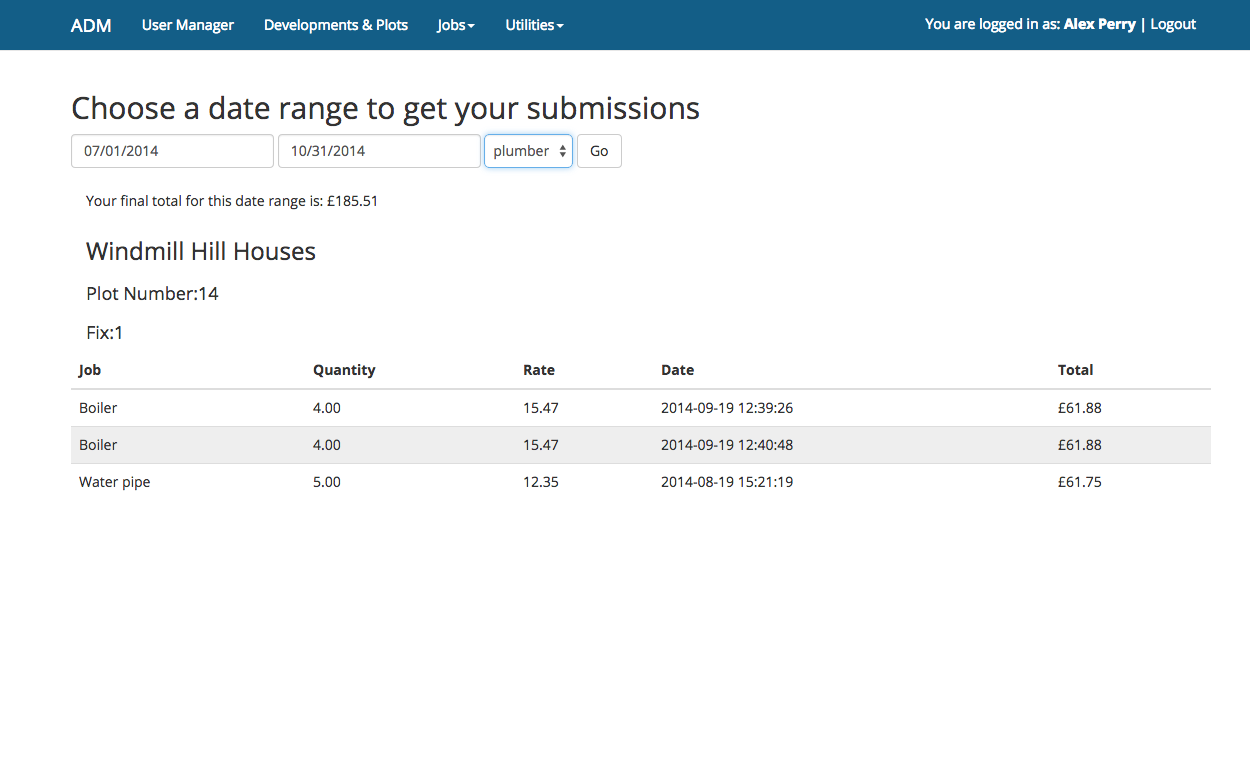 ADM User Manager Developments & Plots Jobs Utilities You are logged in as: Alex Perry | Logout
Choose a date range to get your submissions
07/01/2014 10/31/2014 plumber Go
Your final total for this date range is: £185.51
Windmill Hill Houses
Plot Number:14
Fix:1
Job Quantity Rate Date Total
Boiler 4.00 15.47 2014-09-19 12:39:26 £61.88
Boiler 4.00 15.47 2014-09-19 12:40:48 £61.88
Water pipe 5.00 12.35 2014-08-19 15:21:19 £61.75